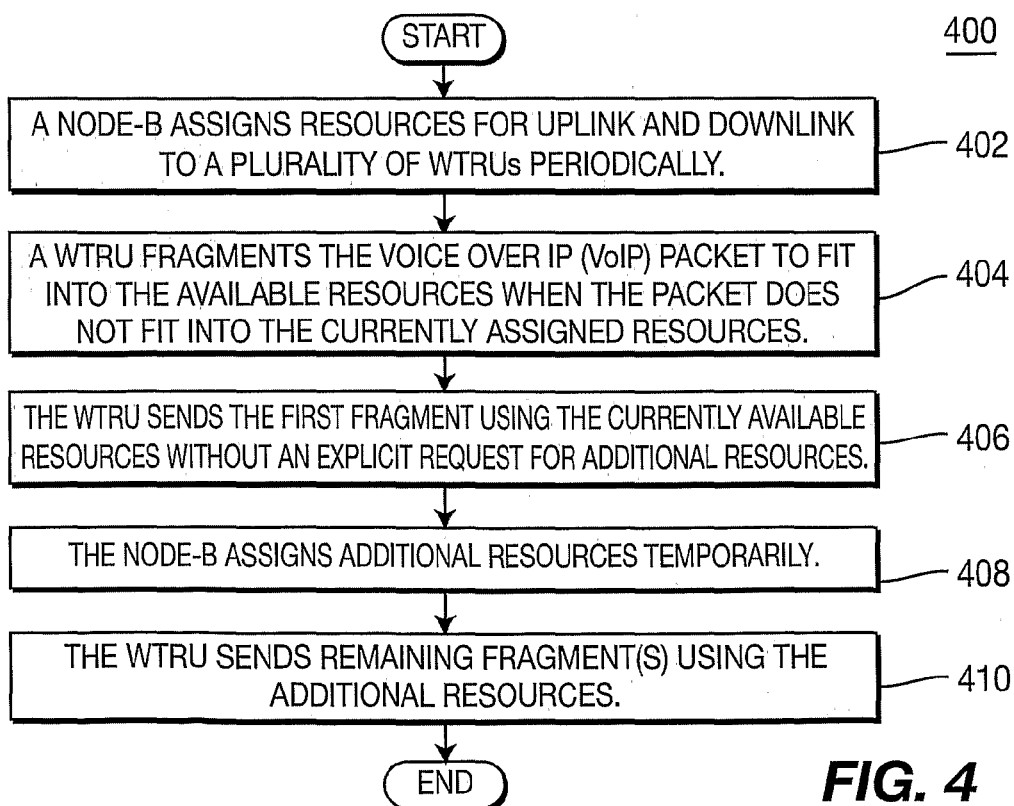 START
400
A NODE-B ASSIGNS RESOURCES FOR UPLINK AND DOWNLINK
TO A PLURALITY OF WTRUs PERIODICALLY.
402
A WTRU FRAGMENTS THE VOICE OVER IP (VoIP) PACKET TO FIT
INTO THE AVAILABLE RESOURCES WHEN THE PACKET DOES
NOT FIT INTO THE CURRENTLY ASSIGNED RESOURCES.
404
THE WTRU SENDS THE FIRST FRAGMENT USING THE CURRENTLY AVAILABLE
RESOURCES WITHOUT AN EXPLICIT REQUEST FOR ADDITIONAL RESOURCES.
406
THE NODE-B ASSIGNS ADDITIONAL RESOURCES TEMPORARILY.
408
THE WTRU SENDS REMAINING FRAGMENT(S) USING THE
ADDITIONAL RESOURCES.
410
END
FIG. 4